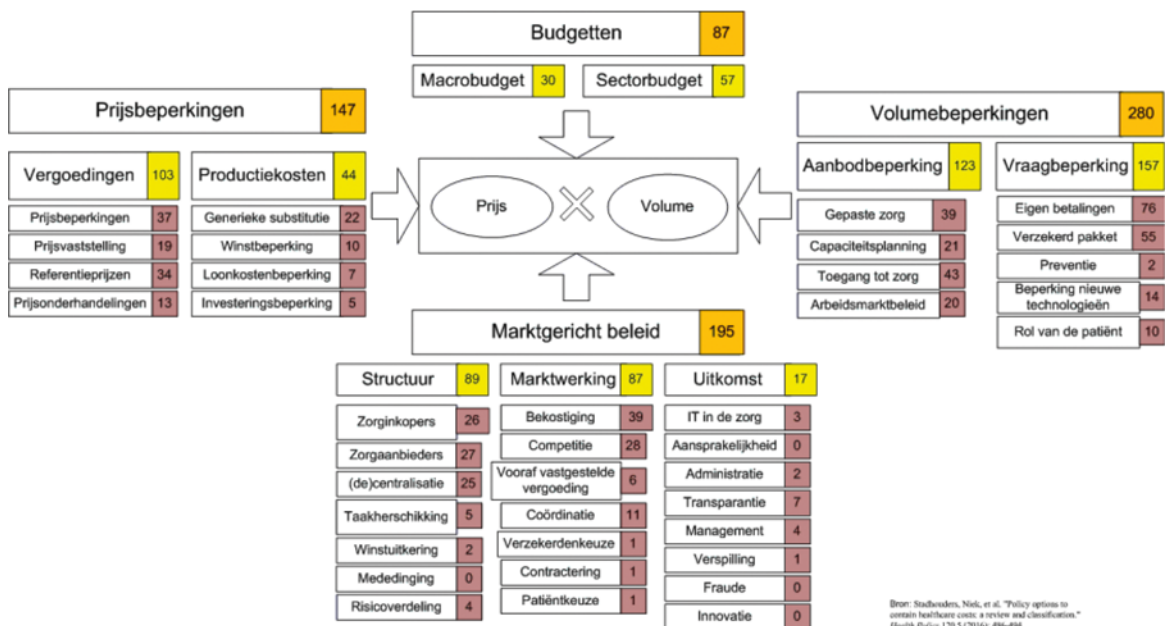 Budgetten 87
Macrobudget 30 Sectorbudget 57
Prijsbeperkingen 147
Vergoedingen 103
Prijsbeperkingen 37
Prijsvaststelling 19
Referentieprijzen 34
Prijsonderhandelingen 13
Productiekosten 44
Generieke substitutie 22
Winstbeperking 10
Loonkostenbeperking 7
Investeringsbeperking 5
Prijs Volume
Volumebeperkingen 280
Aanbodbeperking 123
Gepaste zorg 39
Capaciteitsplanning 21
Toegang tot zorg 43
Arbeidsmarktbeleid 20
Vraagbeperking 157
Eigen betalingen 76
Verzekerd pakket 55
Preventie 2
Beperking nieuwe
technologieën 14
Rol van de patiënt 10
Marktgericht beleid 195
Structuur 89
Zorginkopers 26
Zorgaanbieders 27
(de)centralisatie 25
Taakherschikking 5
Winstuitkering 2
Mededinging 0
Risicoverdeling 4
Marktwerking 87
Bekostiging 39
Competitie 28
Vooraf vastgestelde
vergoeding 6
Coördinatie 11
Verzekerdenkeuze 1
Contractering 1
Patiëntkeuze 1
Uitkomst 17
IT in de zorg 3
Aansprakelijkheid 0
Administratie 2
Transparantie 7
Management 4
Verspilling 1
Fraude 0
Innovatie 0
Bron: Stadhouders, Niek, et al. "Policy options to
contain healthcare costs: a review and classification."
Health Policy 120.5 (2016): 486-494